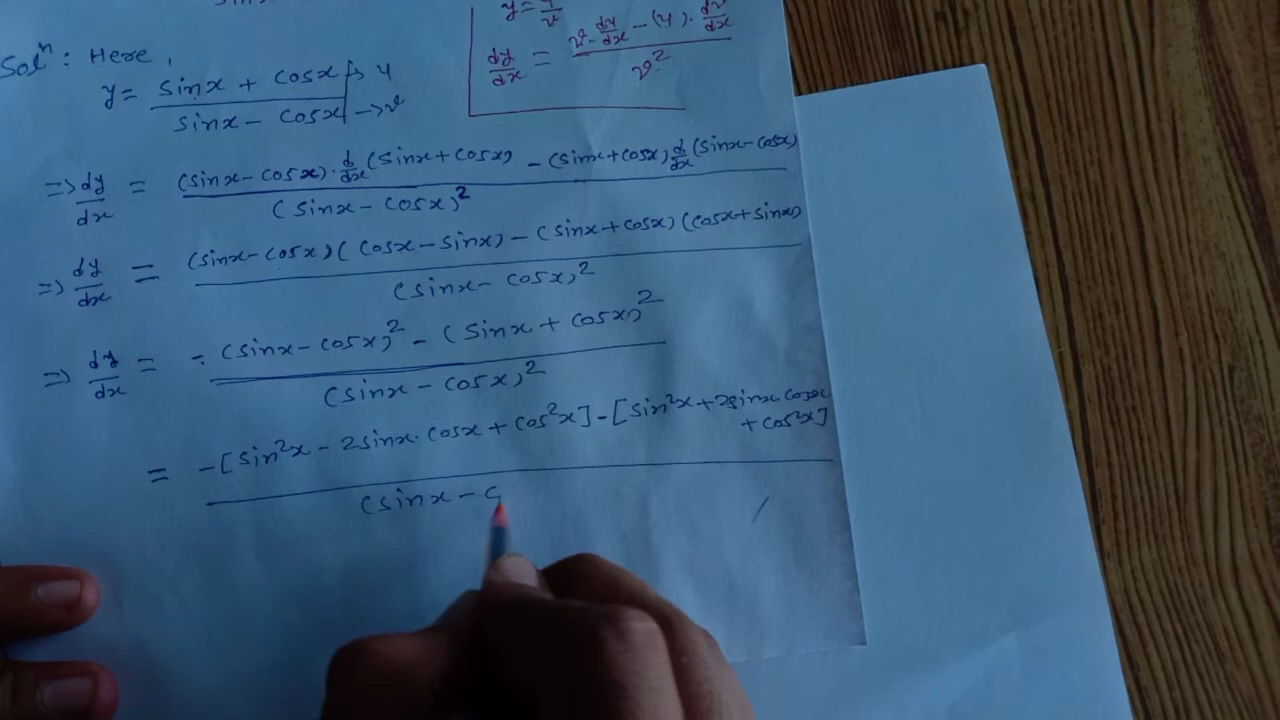 Solⁿ : Here,
y = u/v
dy/dx = (v · dy/dx - (u) · dv/dx) / v²
y = (sinx + cosx) → u / (sinx - cosx) → v
=> dy/dx = ((sinx - cosx) · d/dx (sinx + cosx) - (sinx + cosx) d/dx (sinx - cosx)) / (sinx - cosx)²
=> dy/dx = ((sinx - cosx)(cosx - sinx) - (sinx + cosx)(cosx + sinx)) / (sinx - cosx)²
=> dy/dx = (-(sinx - cosx)² - (sinx + cosx)²) / (sinx - cosx)²
= (-[sin²x - 2sinx · cosx + cos²x] - [sin²x + 2sinx · cosx + cos²x]) / (sinx - c